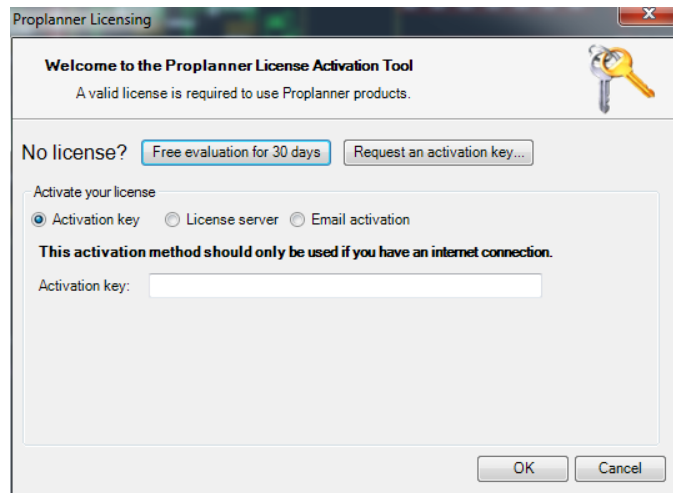 Proplanner Licensing
x
Welcome to the Proplanner License Activation Tool
A valid license is required to use Proplanner products.
No license? Free evaluation for 30 days Request an activation key...
Activate your license
Activation key License server Email activation
This activation method should only be used if you have an internet connection.
Activation key:
OK Cancel